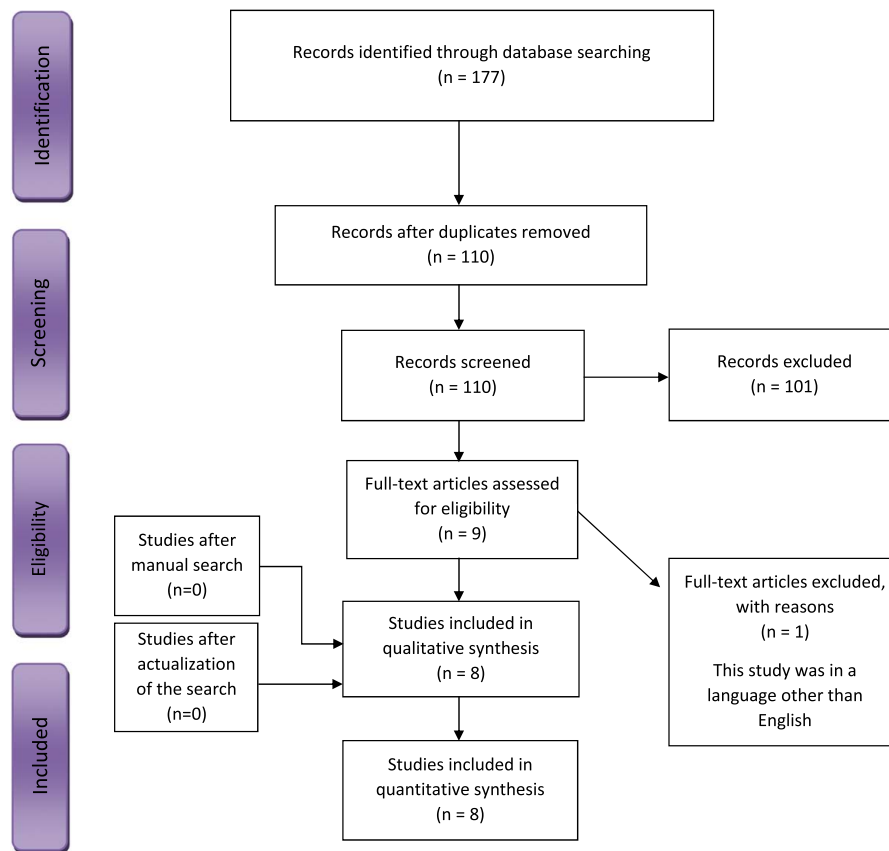 Identification
Records identified through database searching
(n = 177)
Records after duplicates removed
(n = 110)
Screening
Records screened
(n = 110)
Records excluded
(n = 101)
Eligibility
Full-text articles assessed
for eligibility
(n = 9)
Studies after
manual search
(n=0)
Full-text articles excluded,
with reasons
(n = 1)
This study was in a
language other than
English
Studies included in
qualitative synthesis
(n = 8)
Studies after
actualization
of the search
(n=0)
Included
Studies included in
quantitative synthesis
(n = 8)